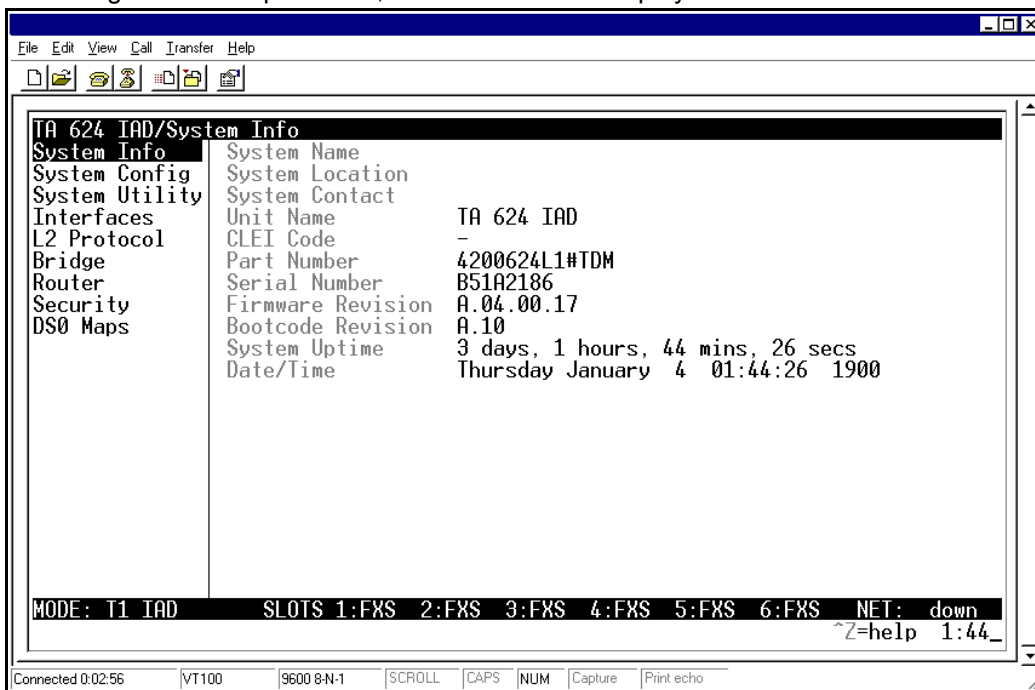 File Edit View Call Transfer Help
TA 624 IAD/System Info
System Info System Name
System Config System Location
System Utility System Contact
Interfaces Unit Name TA 624 IAD
L2 Protocol CLEI Code -
Bridge Part Number 4200624L1#TDM
Router Serial Number B51A2186
Security Firmware Revision A.04.00.17
DS0 Maps Bootcode Revision A.10
System Uptime 3 days, 1 hours, 44 mins, 26 secs
Date/Time Thursday January 4 01:44:26 1900
MODE: T1 IAD SLOTS 1:FXS 2:FXS 3:FXS 4:FXS 5:FXS 6:FXS NET: down
^Z=help 1:44_
Connected 0:02:56 VT100 9600 8-N-1 SCROLL CAPS NUM Capture Print echo